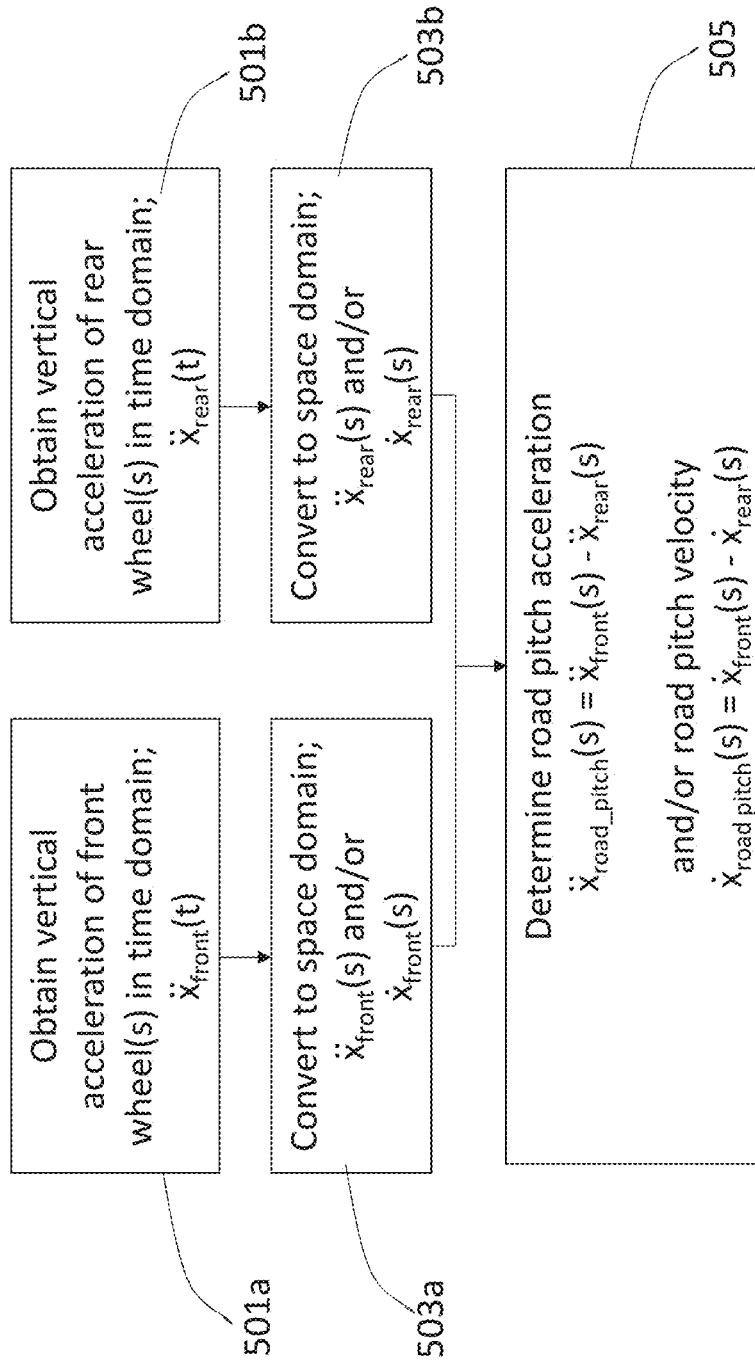 Obtain vertical
acceleration of front
wheel(s) in time domain;
ẍfront(t)
501a
Obtain vertical
acceleration of rear
wheel(s) in time domain;
ẍrear(t)
501b
Convert to space domain;
ẍfront(s) and/or
ẋfront(s)
503a
Convert to space domain;
ẍrear(s) and/or
ẋrear(s)
503b
Determine road pitch acceleration
ẍroad_pitch(s) = ẍfront(s) - ẍrear(s)
and/or road pitch velocity
ẋroad pitch(s) = ẋfront(s) - ẋrear(s)
505